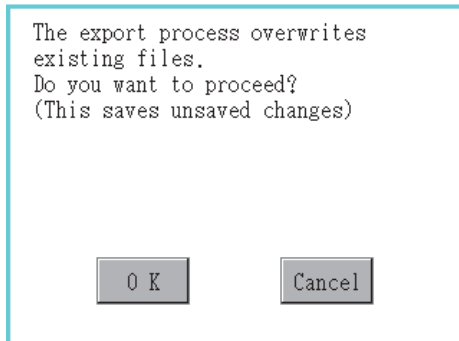 The export process overwrites
existing files.
Do you want to proceed?
(This saves unsaved changes)
O K
Cancel